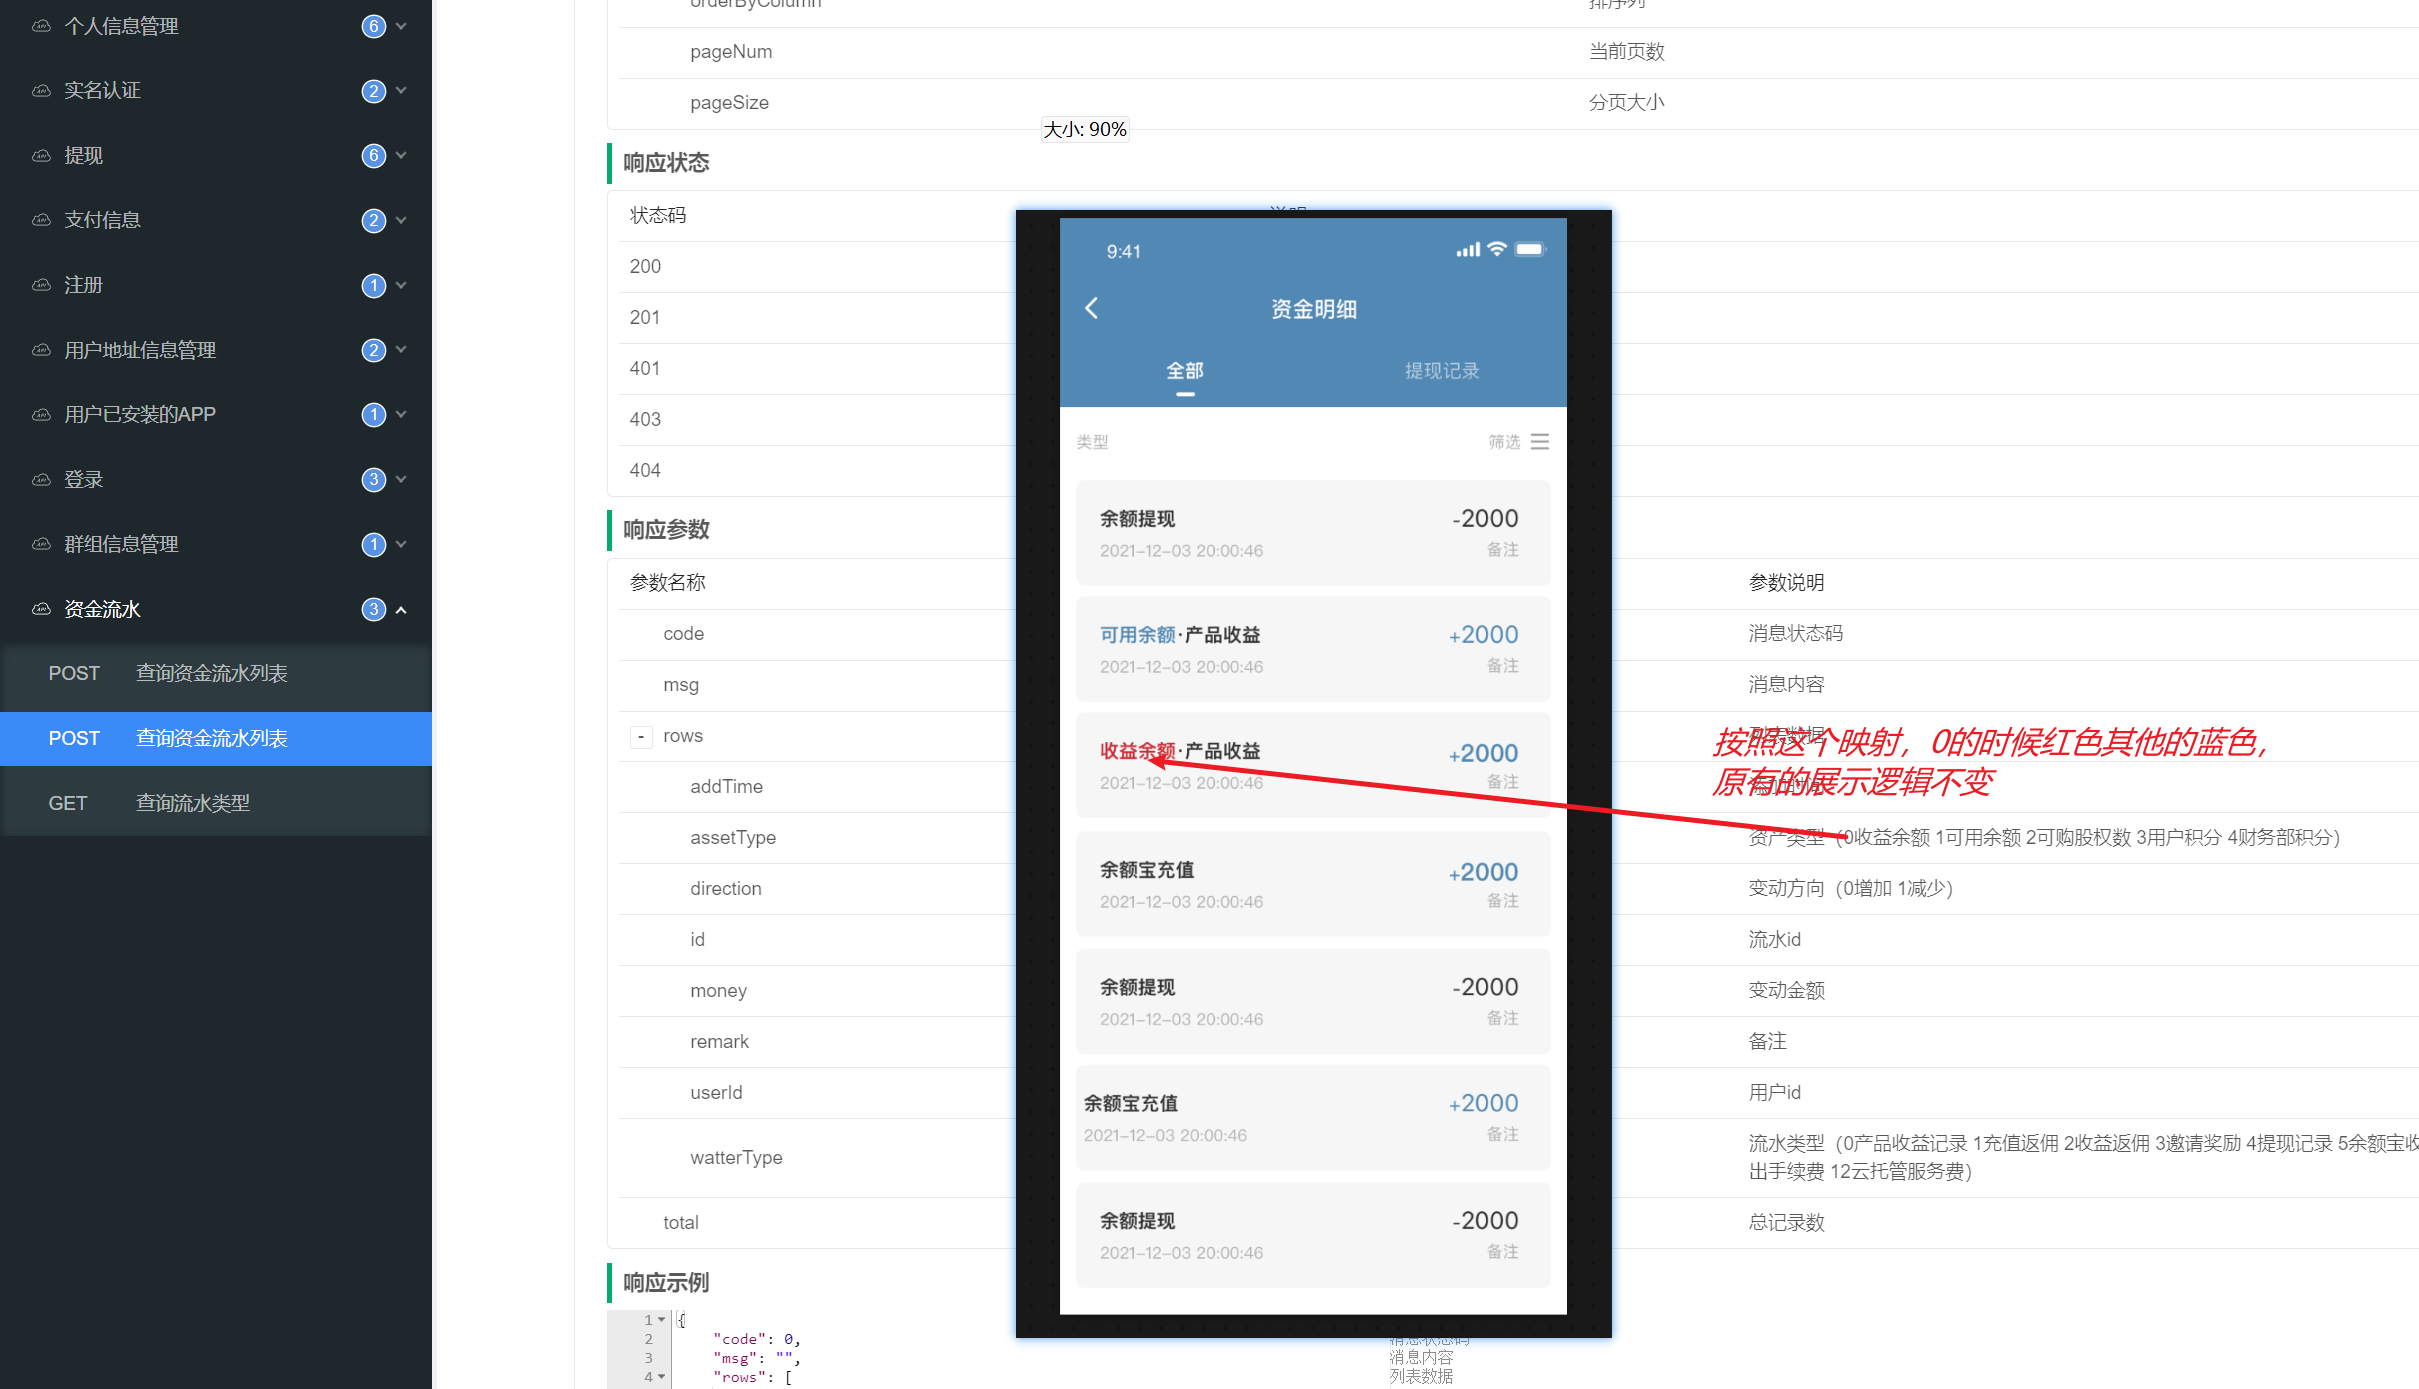 个人信息管理 6
实名认证 2
提现 6
支付信息 2
注册 1
用户地址信息管理 2
用户已安装的APP 1
登录 3
群组信息管理 1
资金流水 3
POST 查询资金流水列表
POST 查询资金流水列表
GET 查询流水类型
orderByColumn 排序列
pageNum 当前页数
pageSize 分页大小
大小: 90%
响应状态
状态码
200
201
401
403
404
响应参数
参数名称 参数说明
code 消息状态码
msg 消息内容
- rows 列表数据
addTime
assetType 资产类型（0收益余额 1可用余额 2可购股权数 3用户积分 4财务部积分）
direction 变动方向（0增加 1减少）
id 流水id
money 变动金额
remark 备注
userId 用户id
watterType 流水类型（0产品收益记录 1充值返佣 2收益返佣 3邀请奖励 4提现记录 5余额宝收
出手续费 12云托管服务费）
total 总记录数
响应示例
1 {
2 "code": 0,
3 "msg": "", 消息内容
4 "rows": [ 列表数据
9:41
资金明细
全部 提现记录
类型 筛选
余额提现 -2000
2021-12-03 20:00:46 备注
可用余额·产品收益 +2000
2021-12-03 20:00:46 备注
收益余额·产品收益 +2000
2021-12-03 20:00:46 备注
余额宝充值 +2000
2021-12-03 20:00:46 备注
余额提现 -2000
2021-12-03 20:00:46 备注
余额宝充值 +2000
2021-12-03 20:00:46 备注
余额提现 -2000
2021-12-03 20:00:46 备注
按照这个映射，0的时候红色其他的蓝色，
原有的展示逻辑不变